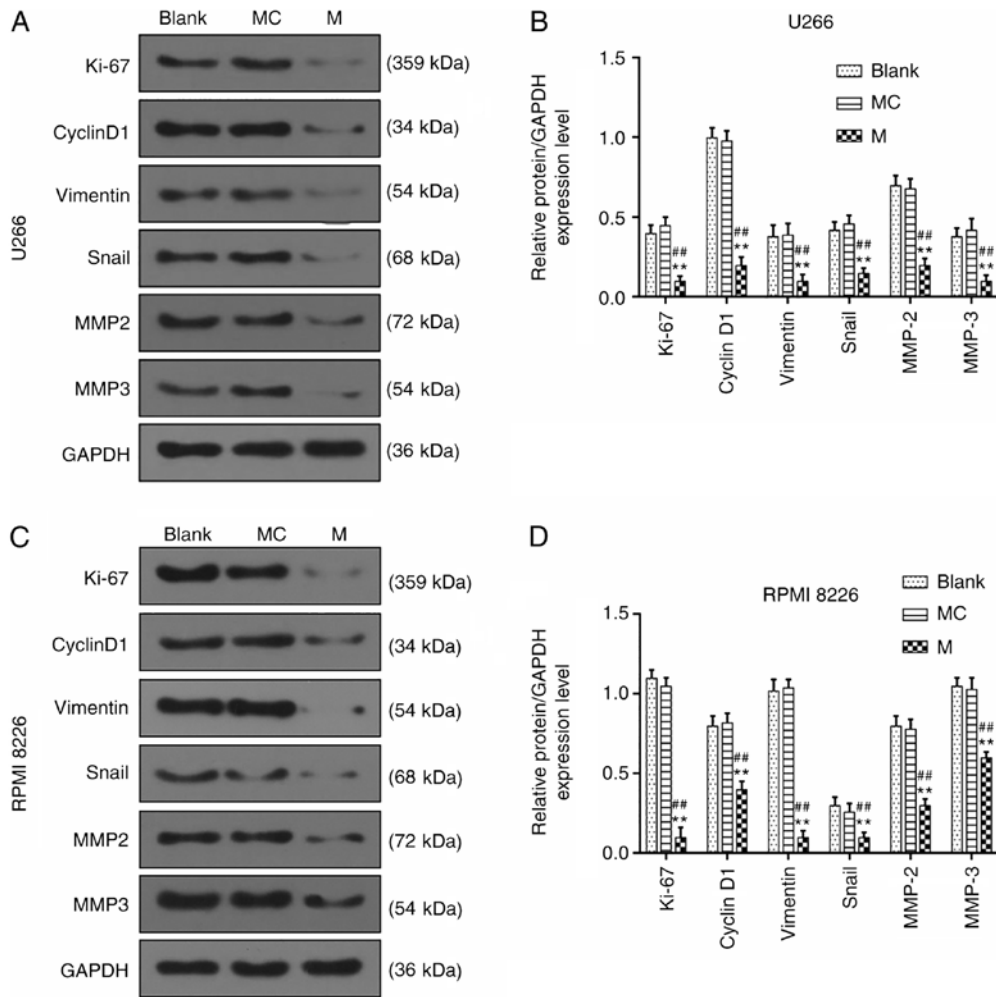 A
Blank MC M
Ki-67 (359 kDa)
CyclinD1 (34 kDa)
Vimentin (54 kDa)
Snail (68 kDa)
MMP2 (72 kDa)
MMP3 (54 kDa)
GAPDH (36 kDa)
U266
B
U266
Relative protein/GAPDH
expression level
1.5
1.0
0.5
0.0
Blank
MC
M
## ## ## ## ## ##
** ** ** ** ** **
Ki-67 Cyclin D1 Vimentin Snail MMP-2 MMP-3
C
Blank MC M
Ki-67 (359 kDa)
CyclinD1 (34 kDa)
Vimentin (54 kDa)
Snail (68 kDa)
MMP2 (72 kDa)
MMP3 (54 kDa)
GAPDH (36 kDa)
RPMI 8226
D
RPMI 8226
Relative protein/GAPDH
expression level
1.5
1.0
0.5
0.0
Blank
MC
M
## ## ## ## ## ##
** ** ** ** ** **
Ki-67 Cyclin D1 Vimentin Snail MMP-2 MMP-3